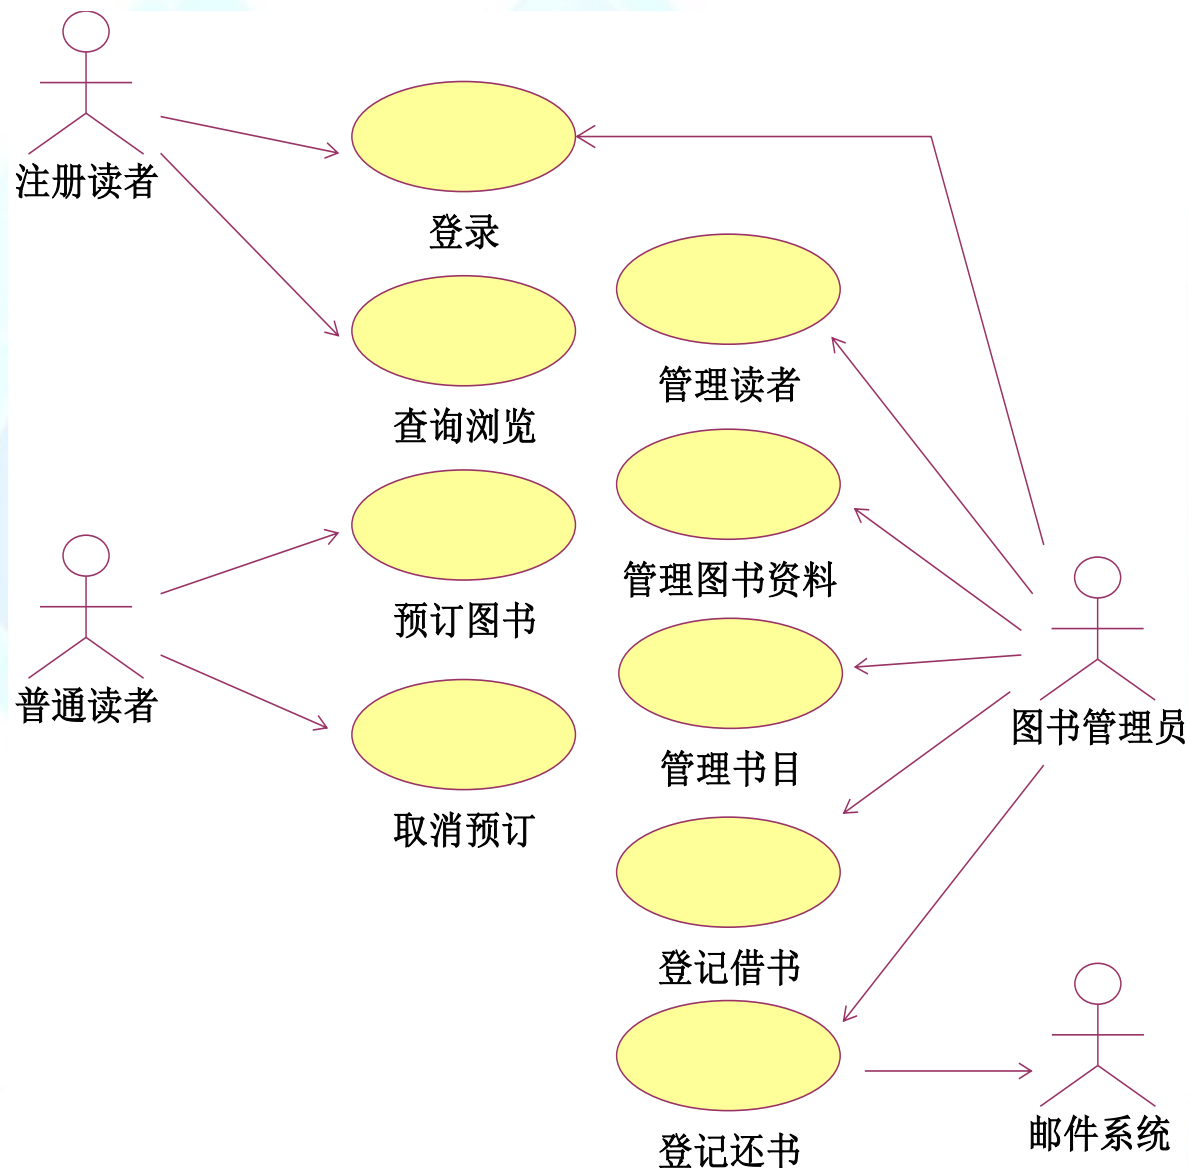 注册读者
登录
管理读者
查询浏览
管理图书资料
预订图书
普通读者
图书管理员
管理书目
取消预订
登记借书
邮件系统
登记还书